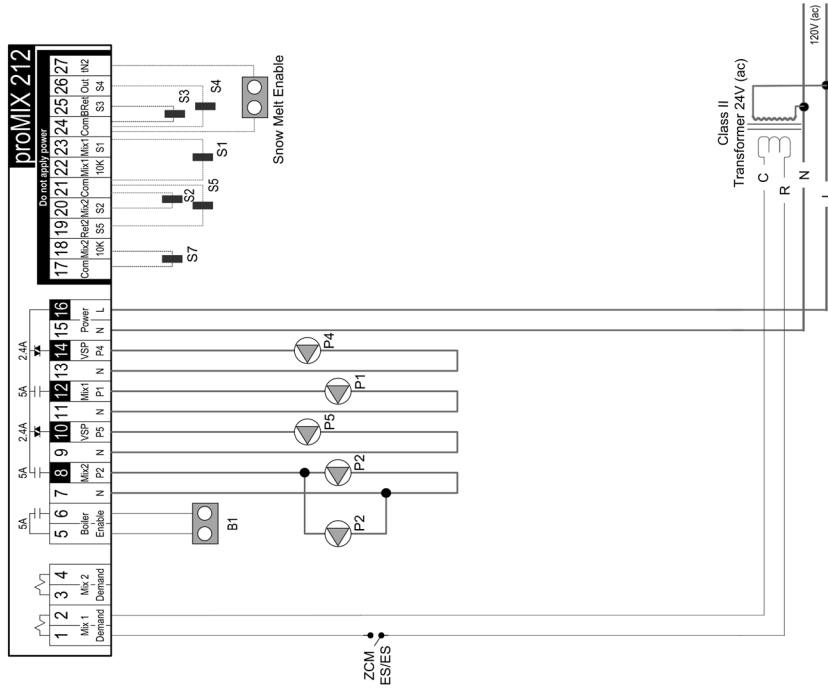 proMIX 212
Do not apply power
27 tN2
26 Out S4
25 BRet S3
24 Com
23 Mix1 S1
22 Mix1 10K
21 Com
20 Mix2 S2
19 Ret2 S5
18 Mix2 10K
17 Com
16 L
15 N
Power
14 VSP P4
13 N
12 Mix1 P1
11 N
10 VSP P5
9 N
8 Mix2 P2
7 N
6 5
Boiler
Enable
4 3
Mix 2
Demand
2 1
Mix 1
Demand
2.4A
5A
2.4A
5A
5A
S4
S3
S1
S5
S2
S7
Snow Melt Enable
P4
P1
P5
P2
P2
B1
ZCM
ES/ES
Class II
Transformer 24V (ac)
C
R
N
L
120V (ac)